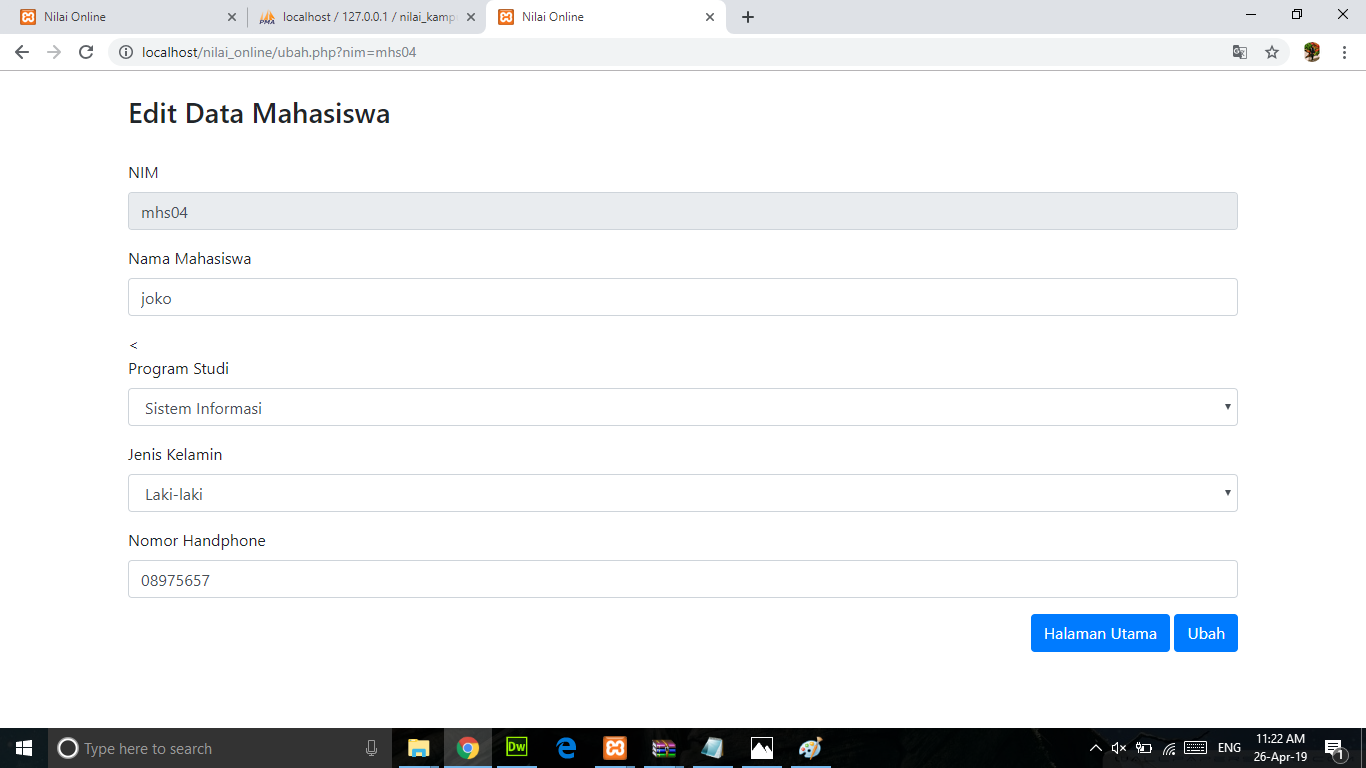 Nilai Online
localhost / 127.0.0.1 / nilai_kamp
Nilai Online
localhost/nilai_online/ubah.php?nim=mhs04
Edit Data Mahasiswa
NIM
mhs04
Nama Mahasiswa
joko
<
Program Studi
Sistem Informasi
Jenis Kelamin
Laki-laki
Nomor Handphone
08975657
Halaman Utama
Ubah
Type here to search
Dw
ENG
11:22 AM
26-Apr-19
1